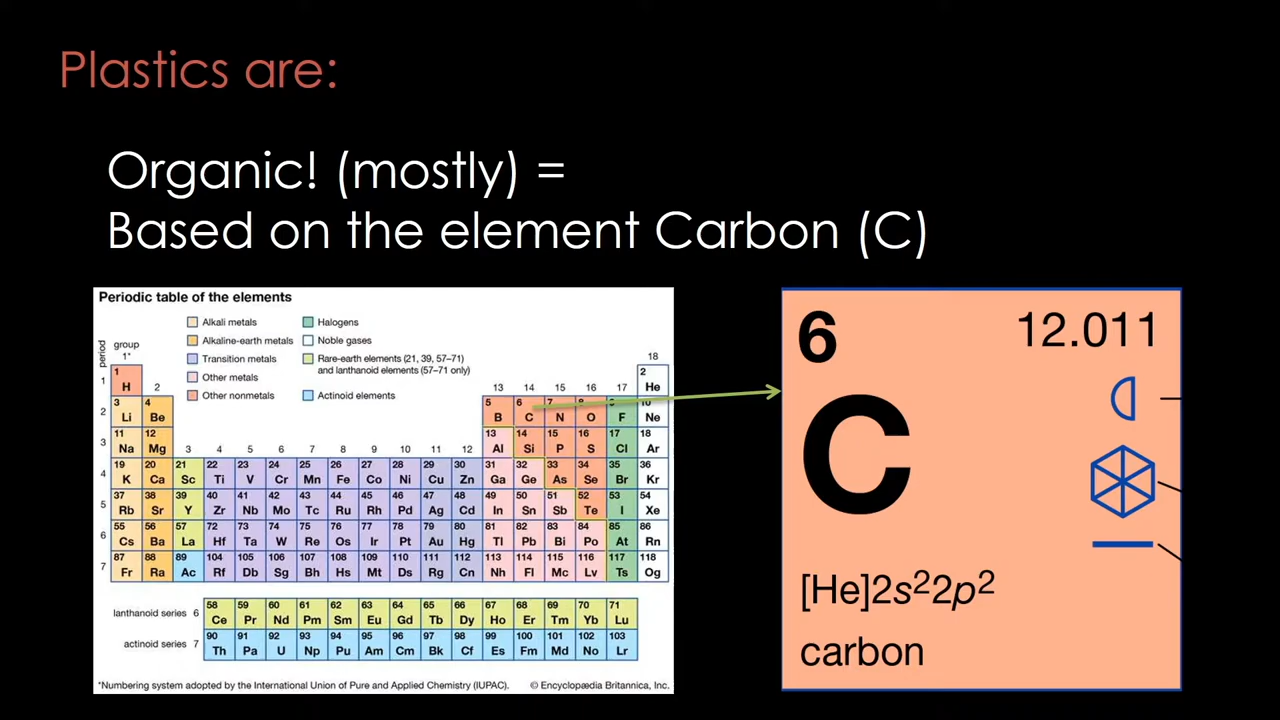 Plastics are:
Organic! (mostly) =
Based on the element Carbon (C)
Periodic table of the elements
Alkali metals
Halogens
Alkaline-earth metals
Noble gases
Transition metals
Rare-earth elements (21, 39, 57–71)
and lanthanoid elements (57–71 only)
Other metals
Other nonmetals
Actinoid elements
period
group
1* 2 3 4 5 6 7 8 9 10 11 12 13 14 15 16 17 18
1
1 H 2 He
2
3 Li 4 Be 5 B 6 C 7 N 8 O 9 F 10 Ne
3
11 Na 12 Mg 13 Al 14 Si 15 P 16 S 17 Cl 18 Ar
4
19 K 20 Ca 21 Sc 22 Ti 23 V 24 Cr 25 Mn 26 Fe 27 Co 28 Ni 29 Cu 30 Zn 31 Ga 32 Ge 33 As 34 Se 35 Br 36 Kr
5
37 Rb 38 Sr 39 Y 40 Zr 41 Nb 42 Mo 43 Tc 44 Ru 45 Rh 46 Pd 47 Ag 48 Cd 49 In 50 Sn 51 Sb 52 Te 53 I 54 Xe
6
55 Cs 56 Ba 57 La 72 Hf 73 Ta 74 W 75 Re 76 Os 77 Ir 78 Pt 79 Au 80 Hg 81 Tl 82 Pb 83 Bi 84 Po 85 At 86 Rn
7
87 Fr 88 Ra 89 Ac 104 Rf 105 Db 106 Sg 107 Bh 108 Hs 109 Mt 110 Ds 111 Rg 112 Cn 113 Nh 114 Fl 115 Mc 116 Lv 117 Ts 118 Og
lanthanoid series 6
58 Ce 59 Pr 60 Nd 61 Pm 62 Sm 63 Eu 64 Gd 65 Tb 66 Dy 67 Ho 68 Er 69 Tm 70 Yb 71 Lu
actinoid series 7
90 Th 91 Pa 92 U 93 Np 94 Pu 95 Am 96 Cm 97 Bk 98 Cf 99 Es 100 Fm 101 Md 102 No 103 Lr
*Numbering system adopted by the International Union of Pure and Applied Chemistry (IUPAC).
© Encyclopædia Britannica, Inc.
6
12.011
C
[He]2s²2p²
carbon